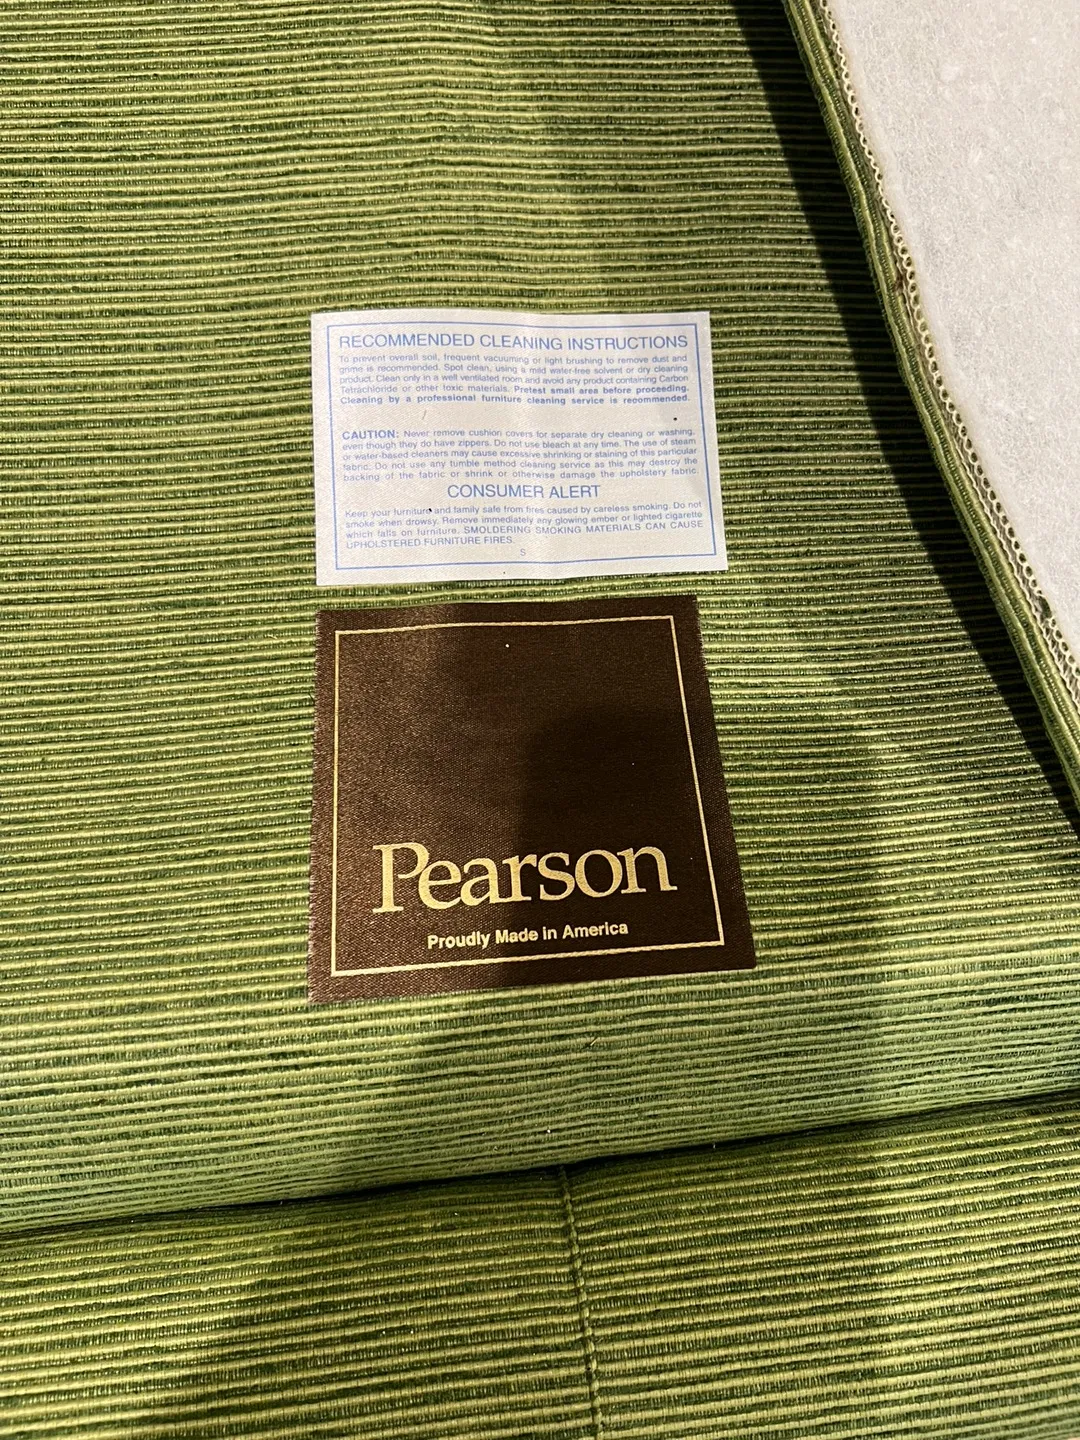 RECOMMENDED CLEANING INSTRUCTIONS
To prevent overall soil, frequent vacuuming or light brushing to remove dust and
grime is recommended. Spot clean, using a mild water-free solvent or dry cleaning
product. Clean only in a well ventilated room and avoid any product containing Carbon
Tetrachloride or other toxic materials. Pretest small area before proceeding.
Cleaning by a professional furniture cleaning service is recommended.
CAUTION: Never remove cushion covers for separate dry cleaning or washing,
even though they do have zippers. Do not use bleach at any time. The use of steam
or water-based cleaners may cause excessive shrinking or staining of this particular
fabric. Do not use any tumble method cleaning service as this may destroy the
backing of the fabric or shrink or otherwise damage the upholstery fabric.
CONSUMER ALERT
Keep your furniture and family safe from fires caused by careless smoking. Do not
smoke when drowsy. Remove immediately any glowing ember or lighted cigarette
which falls on furniture. SMOLDERING SMOKING MATERIALS CAN CAUSE
UPHOLSTERED FURNITURE FIRES.
S
Pearson
Proudly Made in America